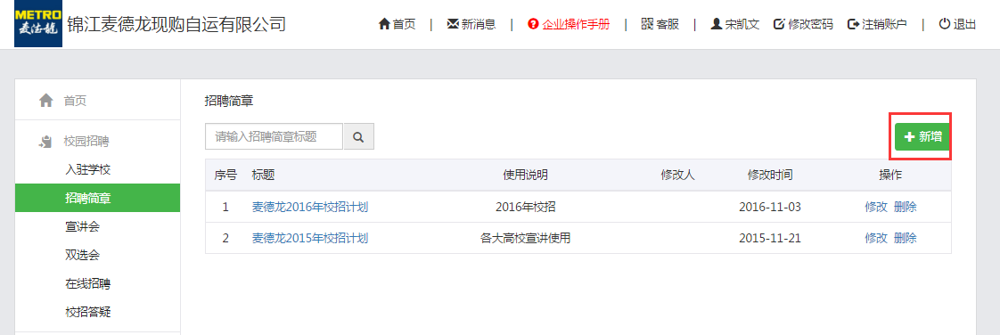 METRO
麦德龙
锦江麦德龙现购自运有限公司
首页 | 新消息 | 企业操作手册 | 客服 | 宋凯文 修改密码 注销账户 | 退出
首页
校园招聘
入驻学校
招聘简章
宣讲会
双选会
在线招聘
校招答疑
招聘简章
请输入招聘简章标题
新增
序号 标题 使用说明 修改人 修改时间 操作
1 麦德龙2016年校招计划 2016年校招 2016-11-03 修改 删除
2 麦德龙2015年校招计划 各大高校宣讲使用 2015-11-21 修改 删除